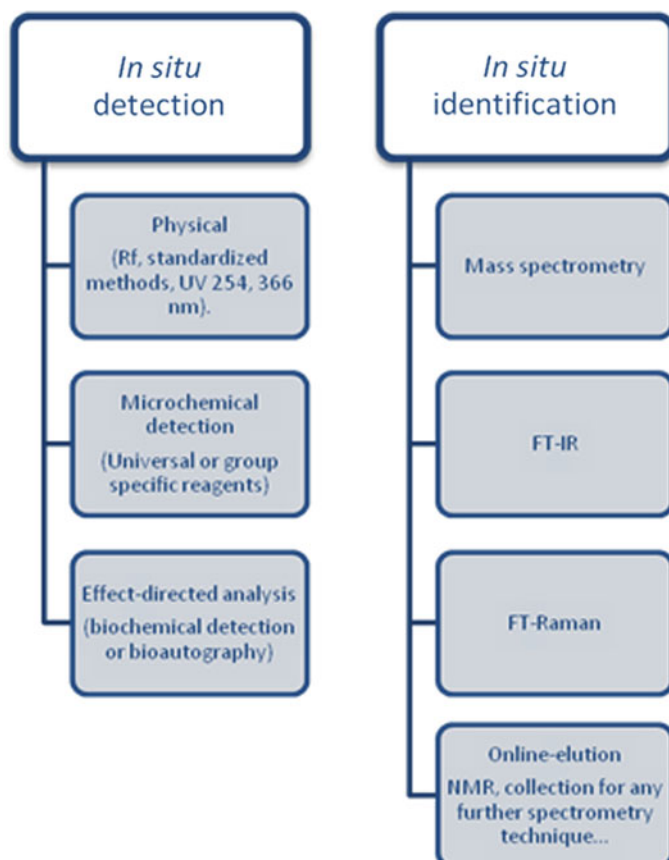 In situ
detection
Physical
(Rf, standardized
methods, UV 254, 366
nm).
Microchemical
detection
(Universal or group
specific reagents)
Effect-directed analysis
(biochemical detection
or bioautography)
In situ
identification
Mass spectrometry
FT-IR
FT-Raman
Online-elution
NMR, collection for any
further spectrometry
technique...